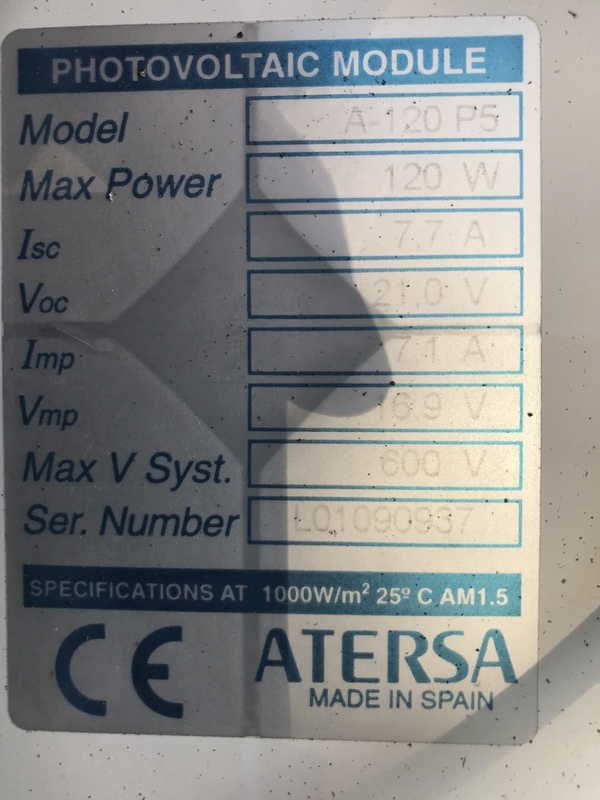 PHOTOVOLTAIC MODULE
Model A-120 P5
Max Power 120 W
Isc 7.7 A
Voc 21.0 V
Imp 7.1 A
Vmp 16.9 V
Max V Syst. 600 V
Ser. Number L01090937
SPECIFICATIONS AT 1000W/m² 25º C AM1.5
CE ATERSA
MADE IN SPAIN